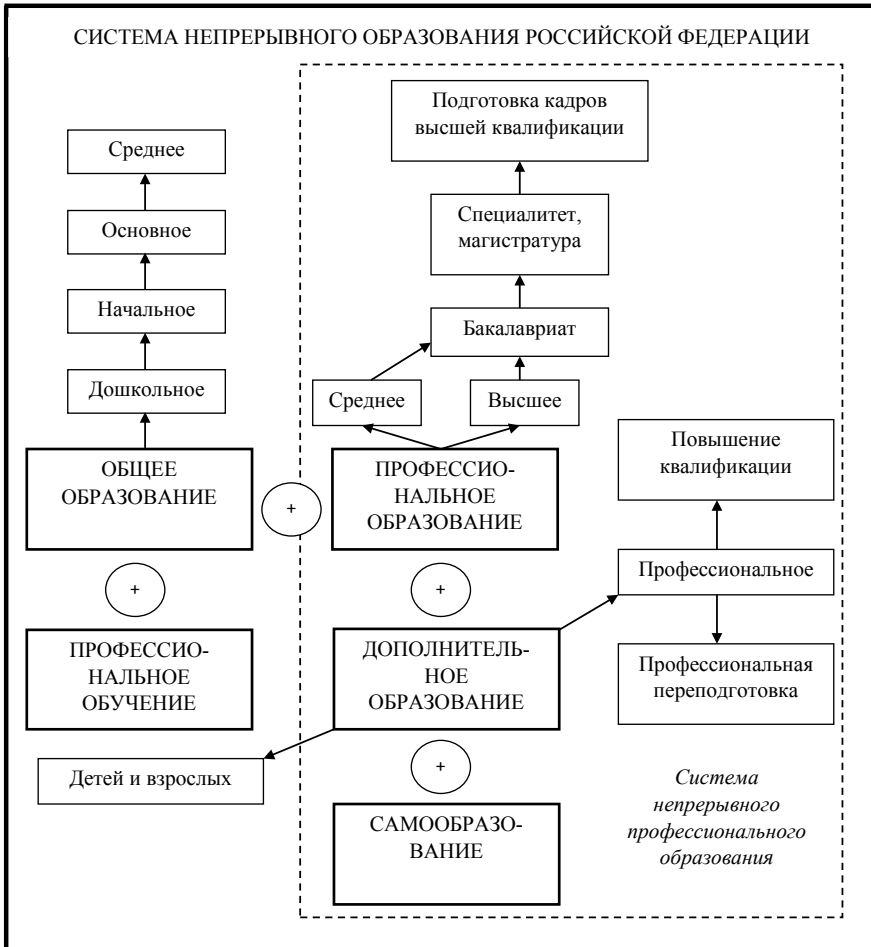 СИСТЕМА НЕПРЕРЫВНОГО ОБРАЗОВАНИЯ РОССИЙСКОЙ ФЕДЕРАЦИИ
Среднее
Основное
Начальное
Дошкольное
ОБЩЕЕ
ОБРАЗОВАНИЕ
+
ПРОФЕССИО-
НАЛЬНОЕ
ОБУЧЕНИЕ
+
Подготовка кадров
высшей квалификации
Специалитет,
магистратура
Бакалавриат
Среднее
Высшее
ПРОФЕССИО-
НАЛЬНОЕ
ОБРАЗОВАНИЕ
+
ДОПОЛНИТЕЛЬ-
НОЕ
ОБРАЗОВАНИЕ
Детей и взрослых
+
САМООБРАЗО-
ВАНИЕ
Повышение
квалификации
Профессиональное
Профессиональная
переподготовка
Система
непрерывного
профессионального
образования